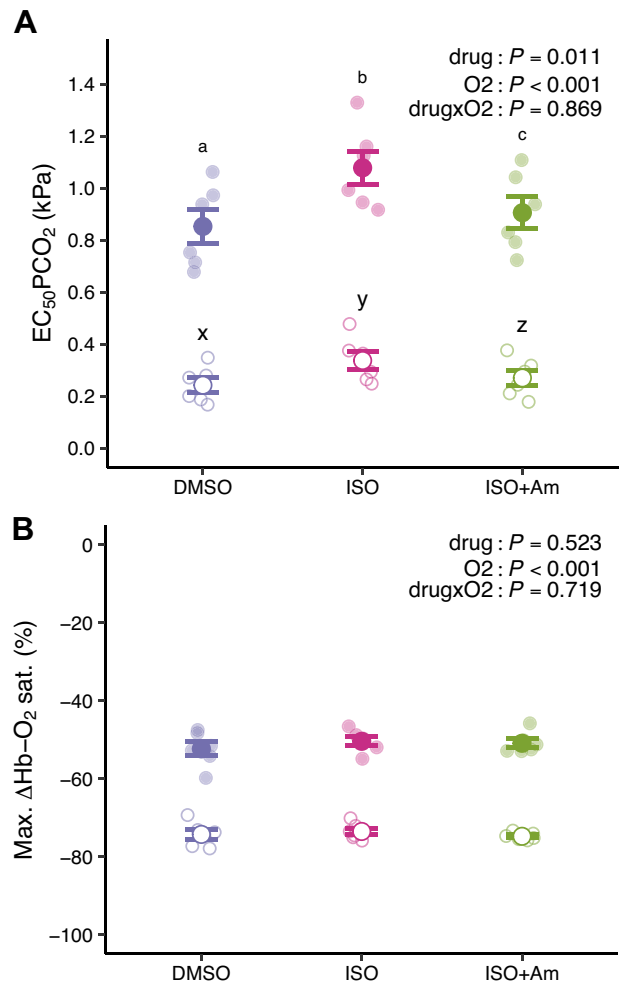 A
drug : P = 0.011
O2 : P < 0.001
drugxO2 : P = 0.869
EC₅₀PCO₂ (kPa)
1.4
1.2
1.0
0.8
0.6
0.4
0.2
0.0
a
b
c
x
y
z
DMSO
ISO
ISO+Am
B
drug : P = 0.523
O2 : P < 0.001
drugxO2 : P = 0.719
Max. ΔHb−O₂ sat. (%)
0
−20
−40
−60
−80
−100
DMSO
ISO
ISO+Am